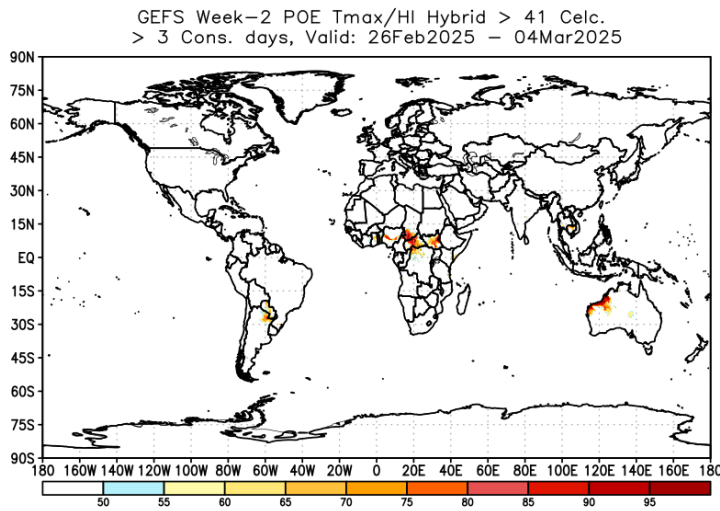 GEFS Week-2 POE Tmax/HI Hybrid > 41 Celc.
> 3 Cons. days, Valid: 26Feb2025 - 04Mar2025
90N
75N
60N
45N
30N
15N
EQ
15S
30S
45S
60S
75S
90S
180 160W 140W 120W 100W 80W 60W 40W 20W 0 20E 40E 60E 80E 100E 120E 140E 160E 180
50 55 60 65 70 75 80 85 90 95